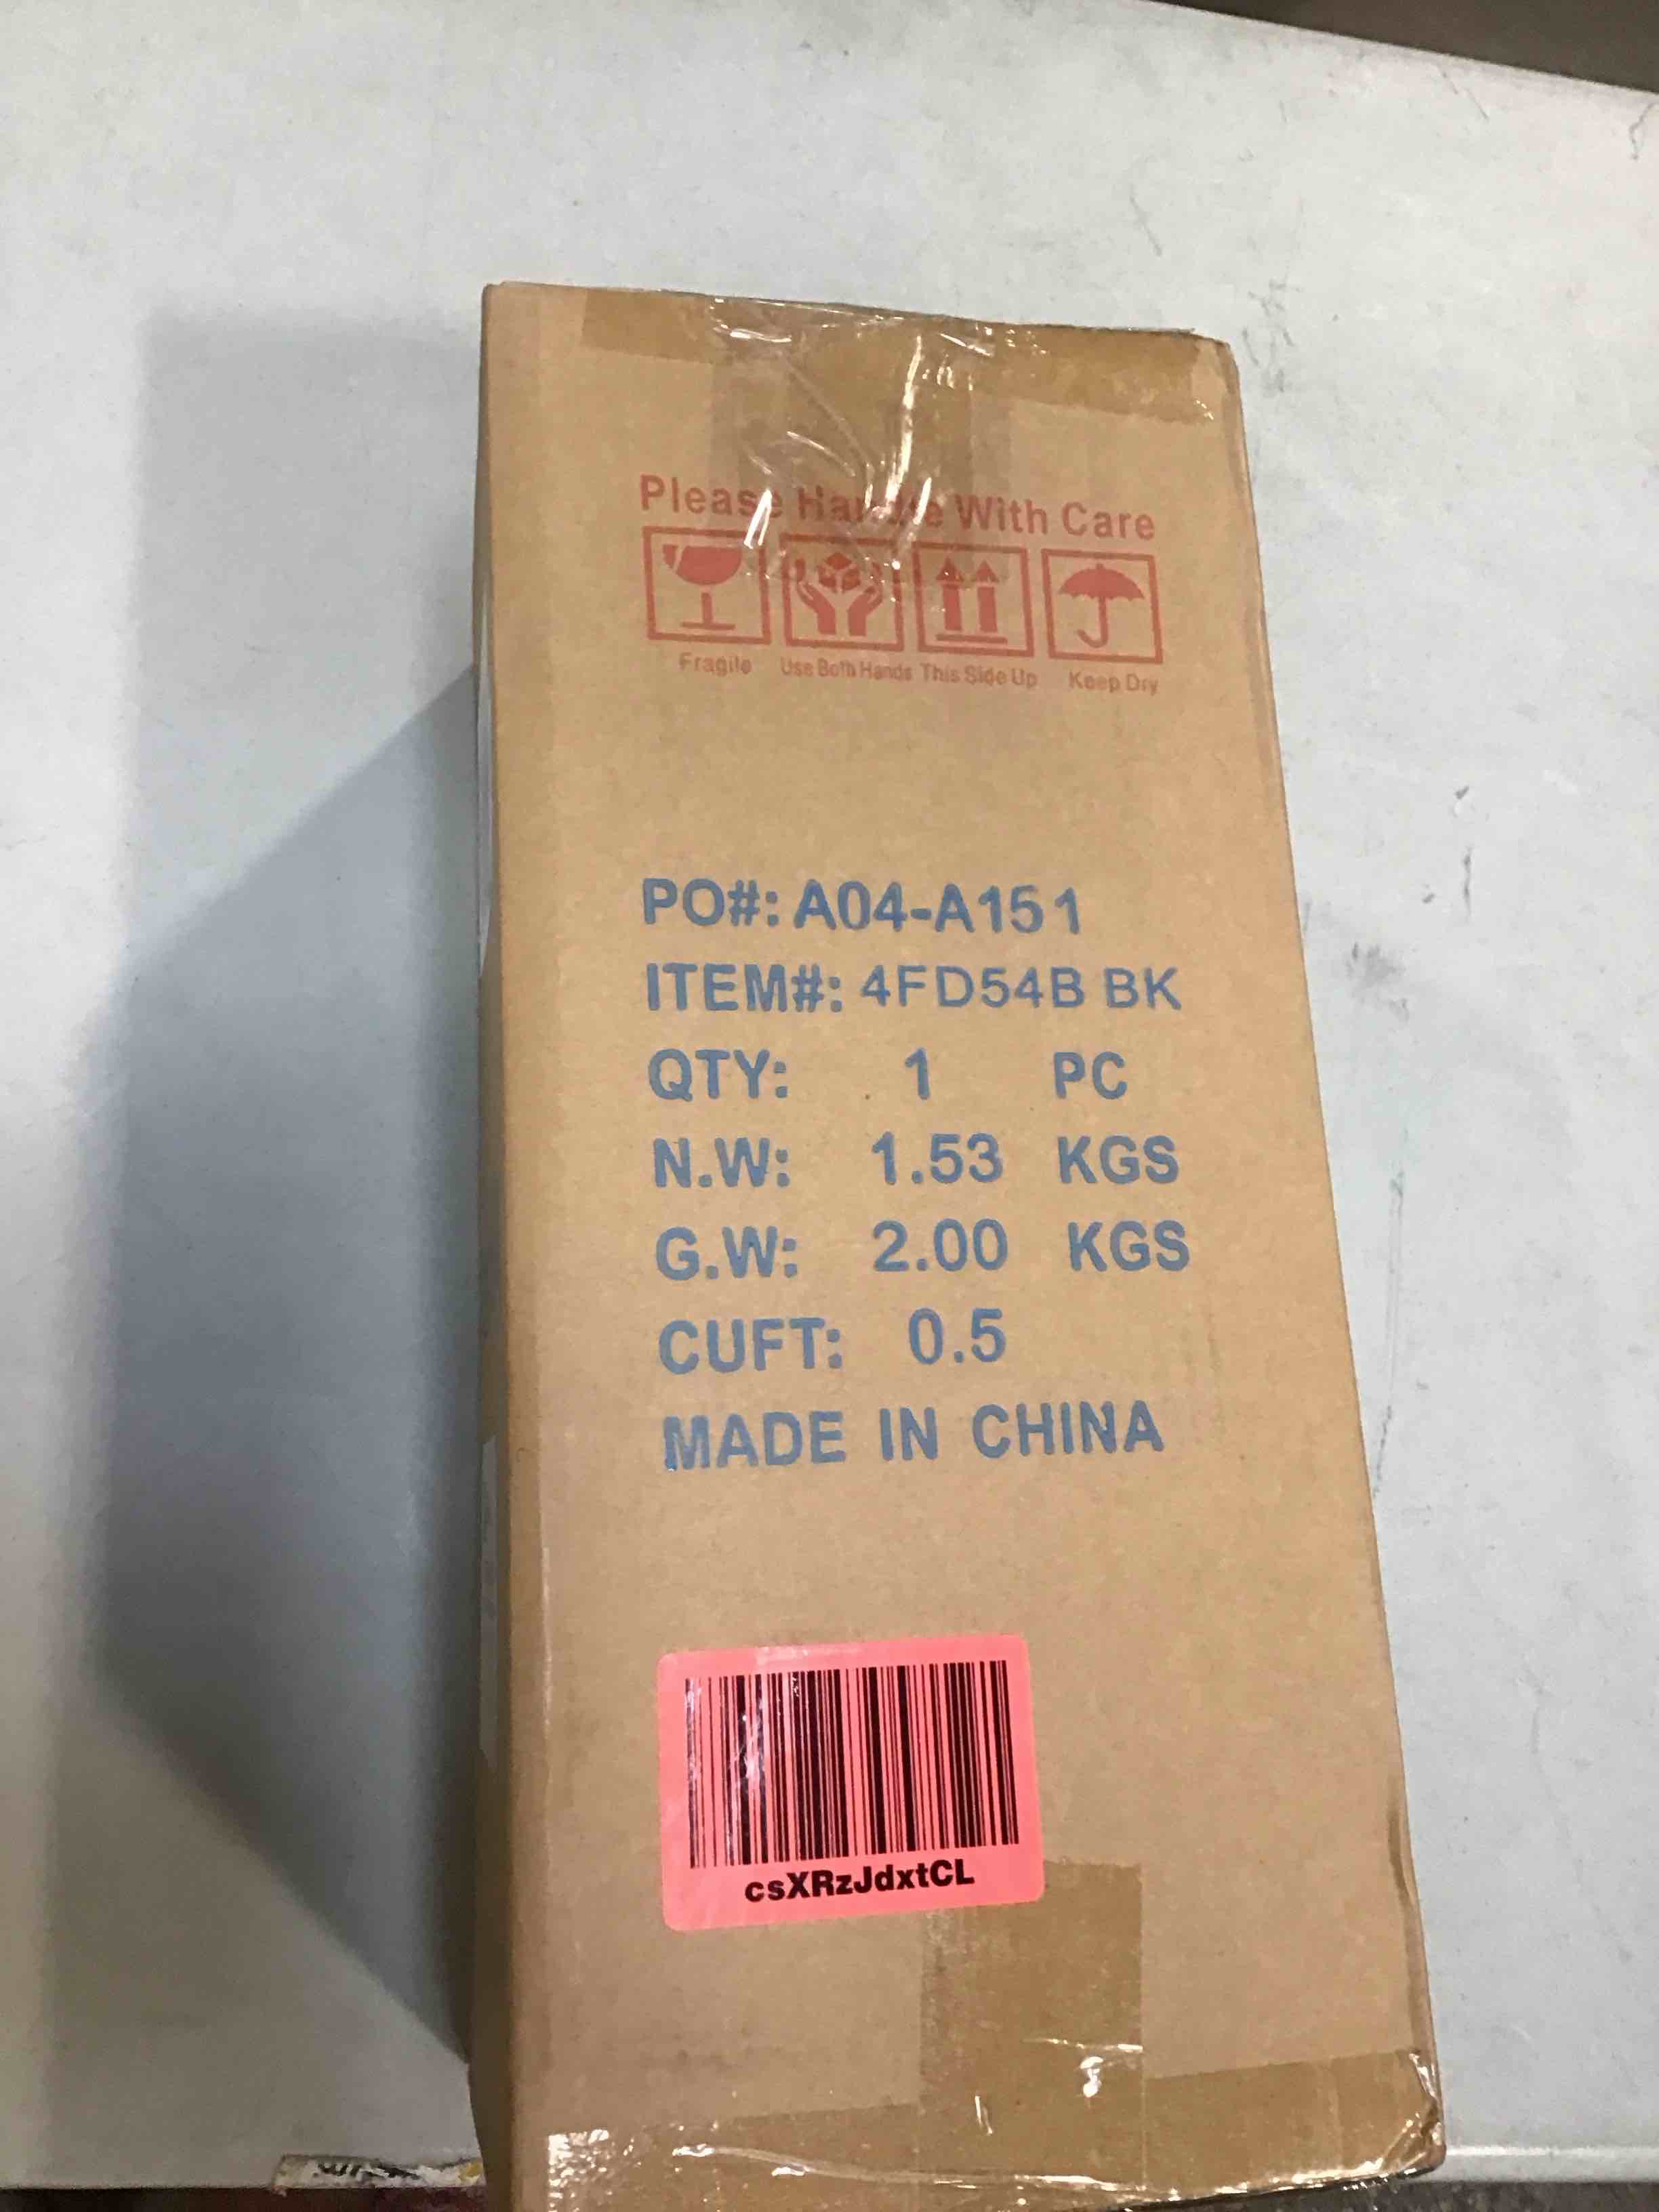 Please Handle With Care
Fragile Use Both Hands This Side Up Keep Dry
PO#: A04-A151
ITEM#: 4FD54B BK
QTY: 1 PC
N.W: 1.53 KGS
G.W: 2.00 KGS
CUFT: 0.5
MADE IN CHINA
csXRzJdxtCL